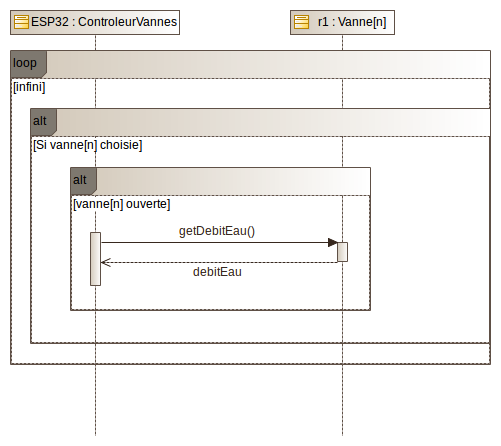 ESP32 : ControleurVannes
r1 : Vanne[n]
loop
[infini]
alt
[Si vanne[n] choisie]
alt
[vanne[n] ouverte]
getDebitEau()
debitEau